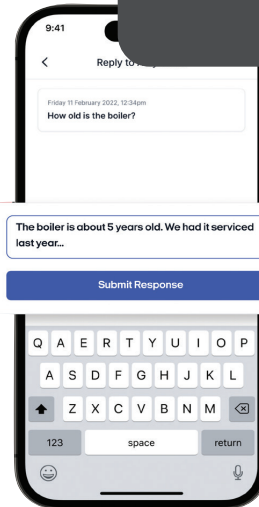 9:41
Reply to
Friday 11 February 2022, 12:34pm
How old is the boiler?
The boiler is about 5 years old. We had it serviced
last year...
Submit Response
Q W E R T Y U I O P
A S D F G H J K L
Z X C V B N M
123 space return